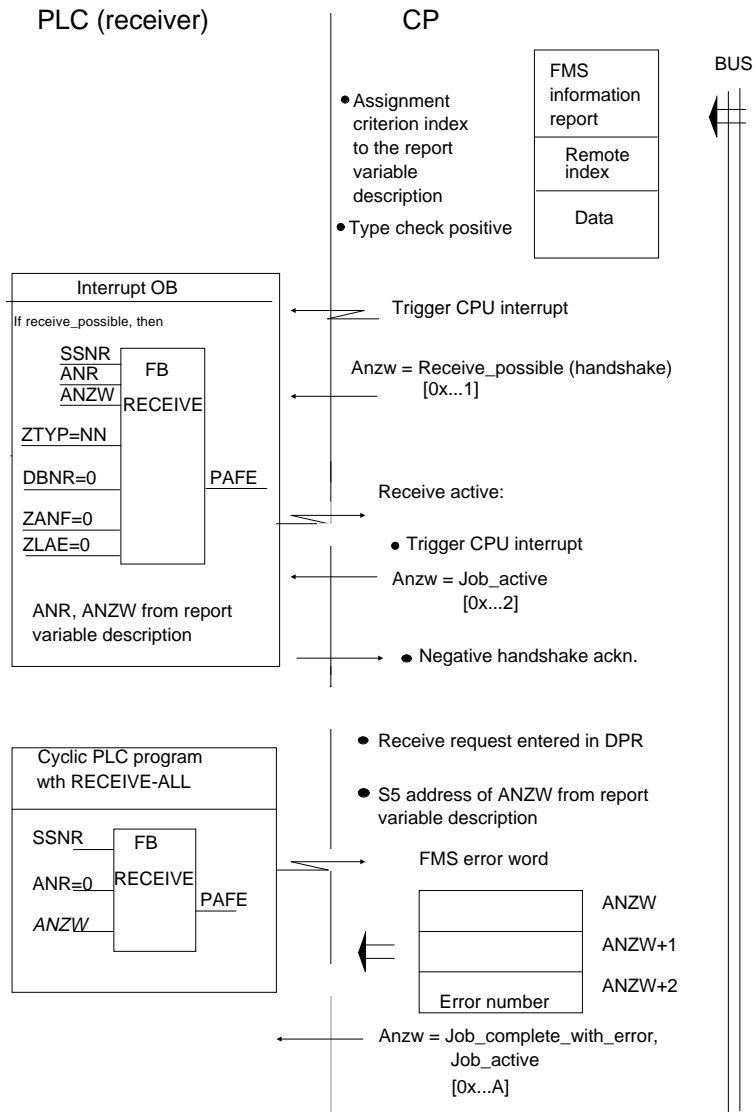 PLC (receiver)
CP
BUS
FMS
information
report
Remote
index
Data
• Assignment
criterion index
to the report
variable
description
• Type check positive
Interrupt OB
If receive_possible, then
SSNR
ANR
ANZW
ZTYP=NN
DBNR=0
ZANF=0
ZLAE=0
FB
RECEIVE
PAFE
ANR, ANZW from report
variable description
Trigger CPU interrupt
Anzw = Receive_possible (handshake)
[0x...1]
Receive active:
• Trigger CPU interrupt
Anzw = Job_active
[0x...2]
• Negative handshake ackn.
• Receive request entered in DPR
• S5 address of ANZW from report
variable description
Cyclic PLC program
wth RECEIVE-ALL
SSNR
ANR=0
ANZW
FB
RECEIVE
PAFE
FMS error word
ANZW
ANZW+1
ANZW+2
Error number
Anzw = Job_complete_with_error,
Job_active
[0x...A]